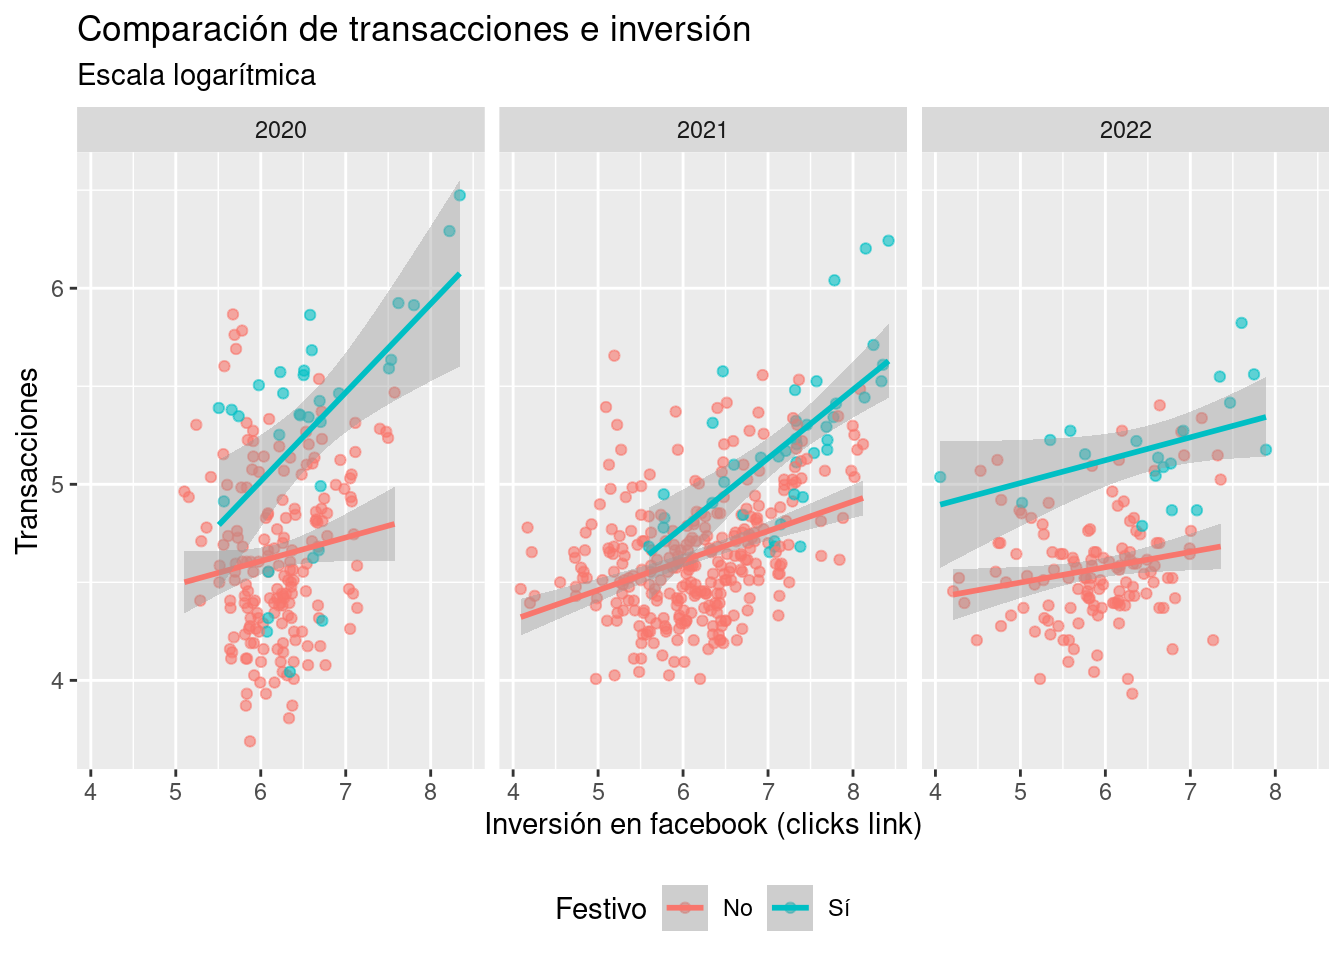 Comparación de transacciones e inversión
Escala logarítmica
2020 2021 2022
6
5
4
Transacciones
4 5 6 7 8 4 5 6 7 8 4 5 6 7 8
Inversión en facebook (clicks link)
Festivo No Sí